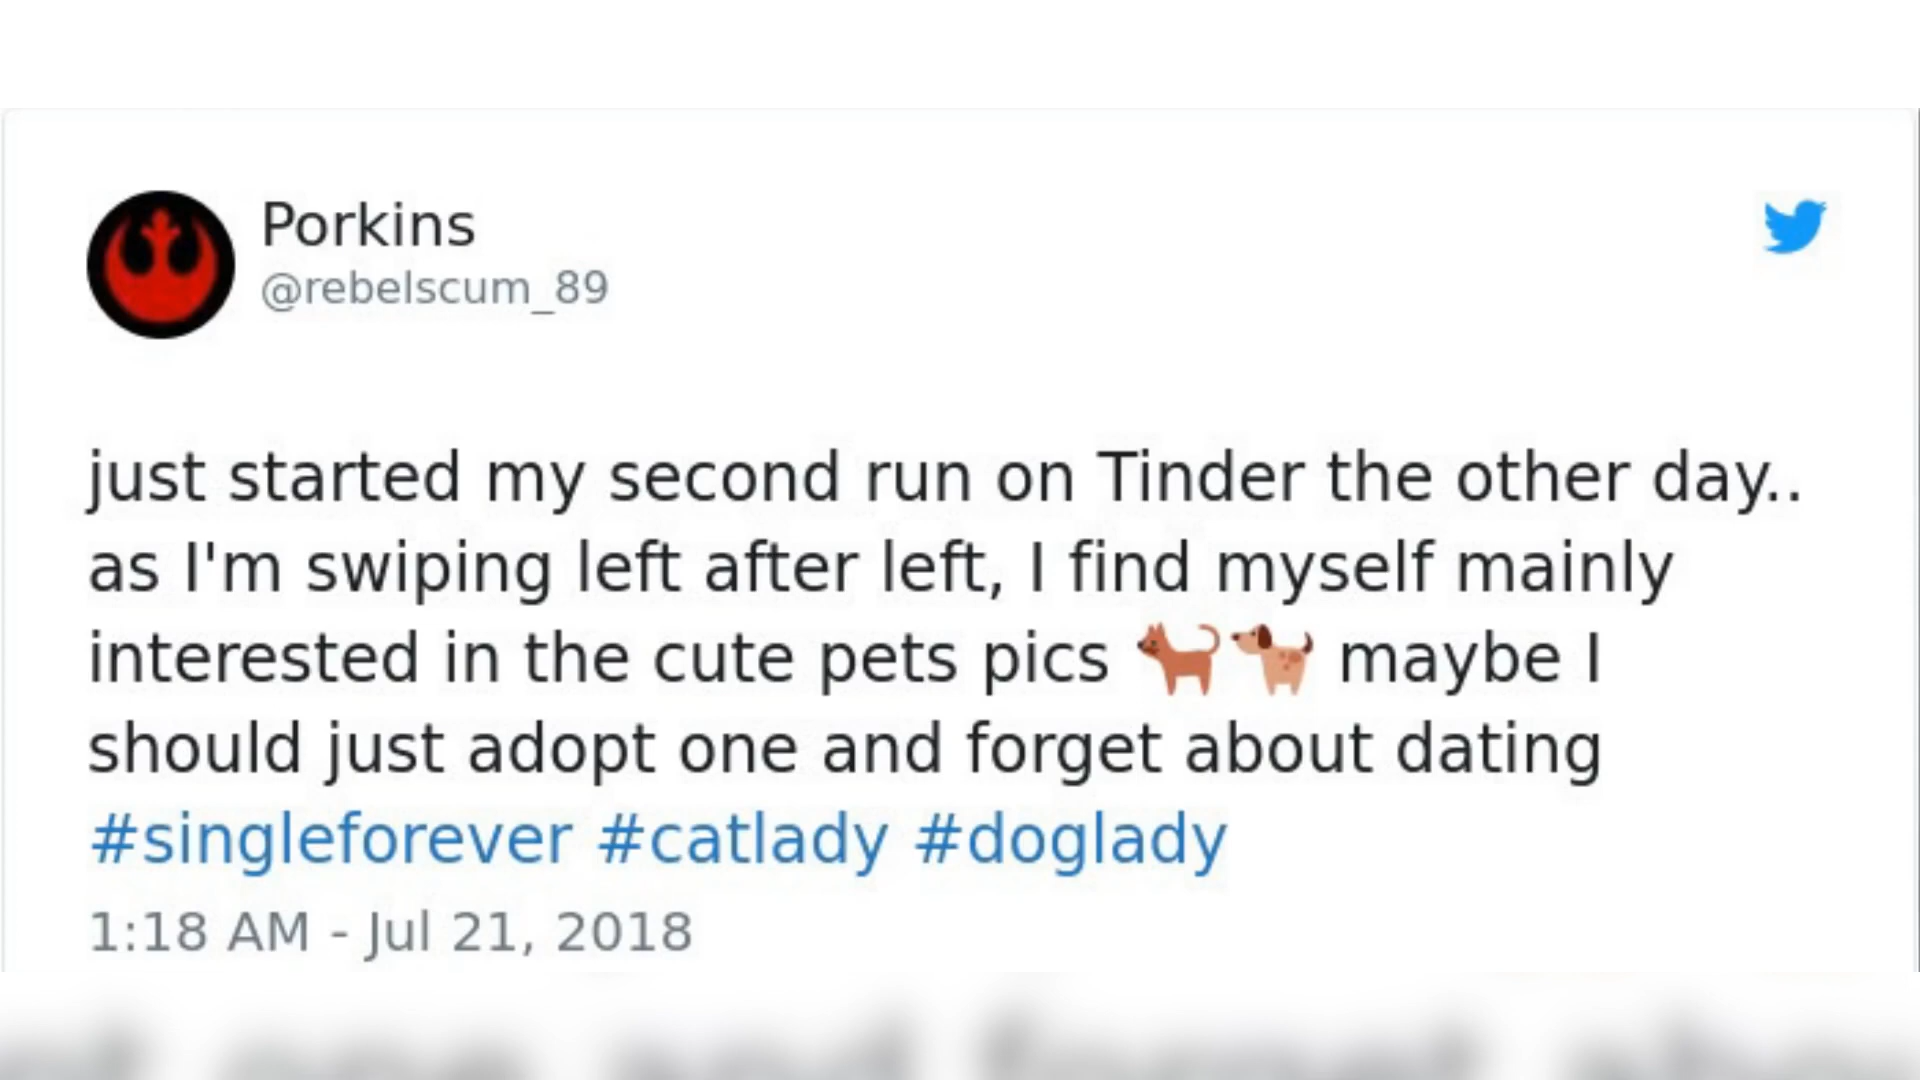 Porkins
@rebelscum_89
just started my second run on Tinder the other day..
as I'm swiping left after left, I find myself mainly
interested in the cute pets pics 🐕🐩 maybe I
should just adopt one and forget about dating
#singleforever #catlady #doglady
1:18 AM - Jul 21, 2018